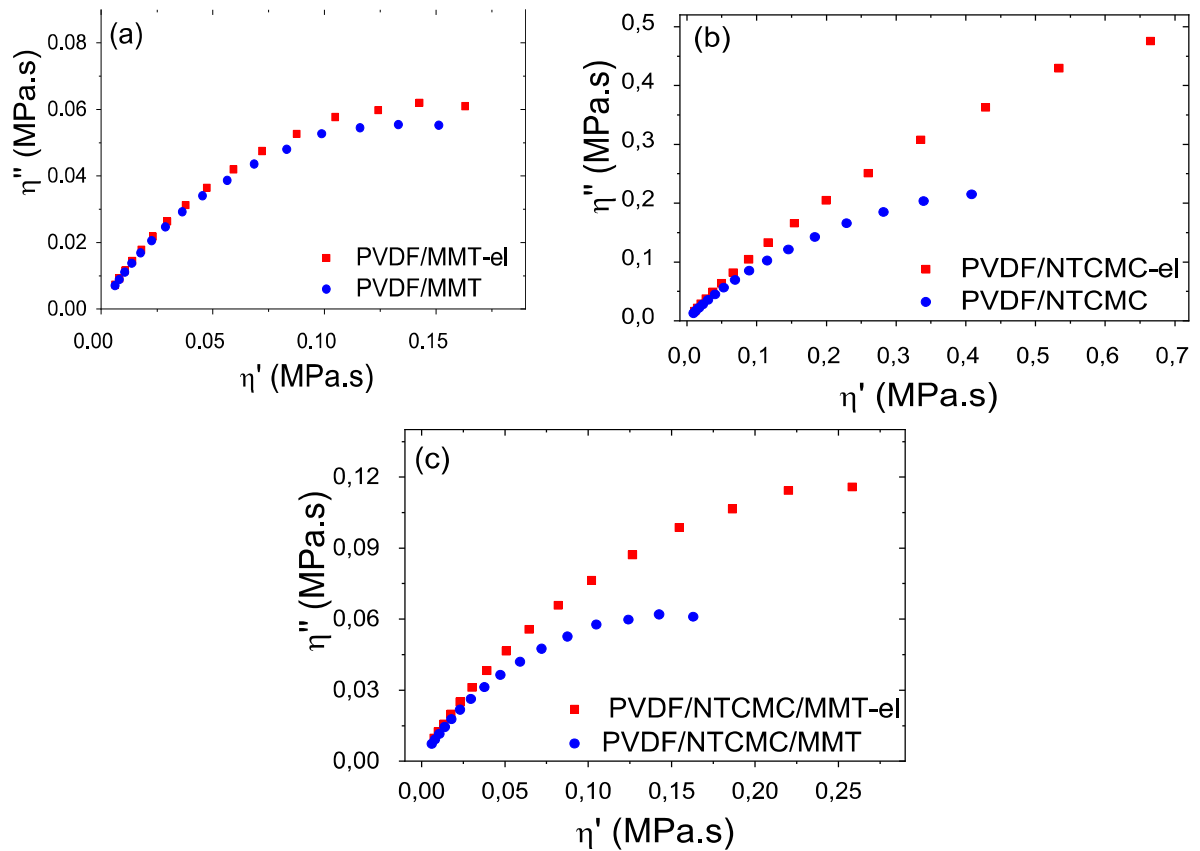 (a)
0.08
0.06
0.04
0.02
0.00
η'' (MPa.s)
PVDF/MMT-el
PVDF/MMT
0.00 0.05 0.10 0.15
η' (MPa.s)
(b)
0,5
0,4
0,3
0,2
0,1
0,0
η'' (MPa.s)
PVDF/NTCMC-el
PVDF/NTCMC
0,0 0,1 0,2 0,3 0,4 0,5 0,6 0,7
η' (MPa.s)
(c)
0,12
0,09
0,06
0,03
0,00
η'' (MPa.s)
PVDF/NTCMC/MMT-el
PVDF/NTCMC/MMT
0,00 0,05 0,10 0,15 0,20 0,25
η' (MPa.s)